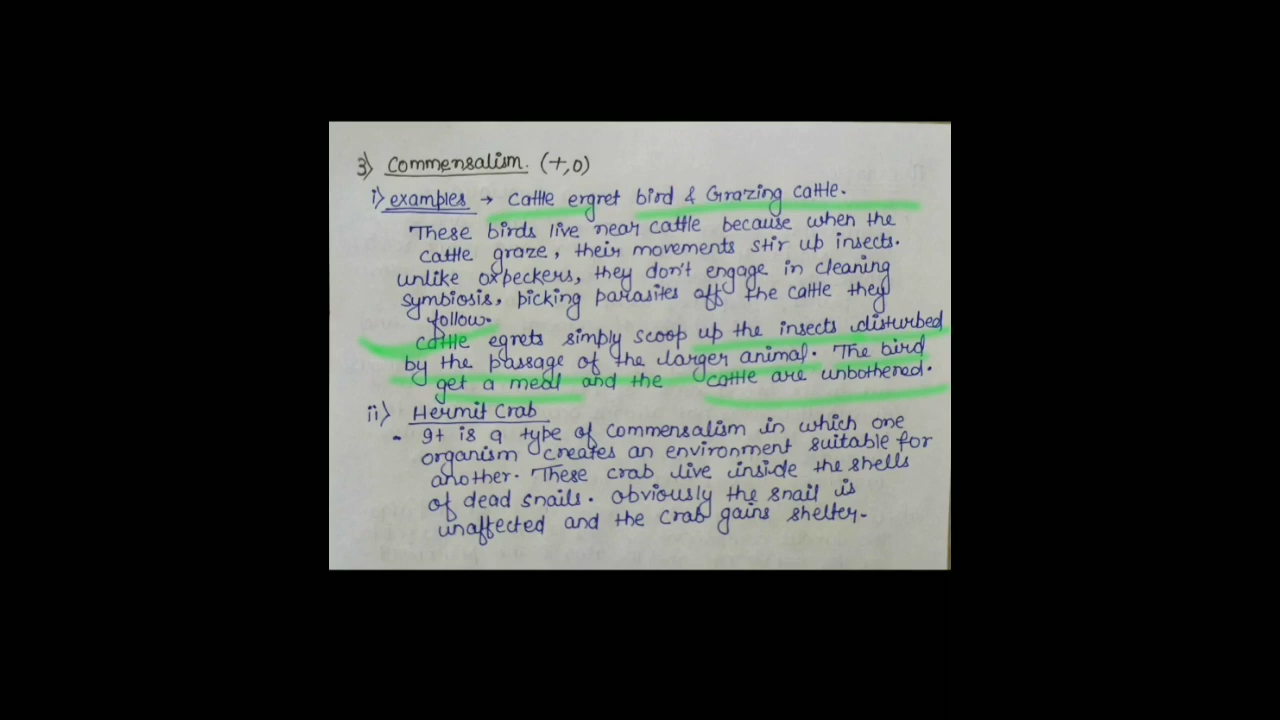 3) Commensalism. (+,0)
i) examples → Cattle ergret bird & Grazing cattle.
These birds live near cattle because when the
cattle graze, their movements stir up insects.
unlike oxpeckers, they don't engage in cleaning
symbiosis, picking parasites off the cattle they
follow.
cattle egrets simply scoop up the insects disturbed
by the passage of the larger animal. The bird
get a meal and the cattle are unbothened.
ii) Hermit Crab
- It is a type of commensalism in which one
organism creates an environment suitable for
another. These crab live inside the shells
of dead snails. obviously the snail is
unaffected and the crab gains shelter.